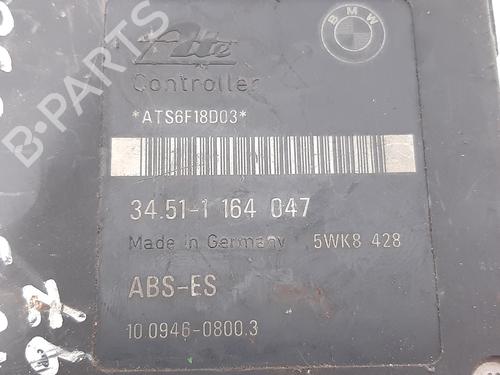 BMW
Ate
Controller
*ATS6F18D03*
34.51-1 164 047
Made in Germany 5WK8 428
ABS-ES
10.0946-0800.3
B-PARTS